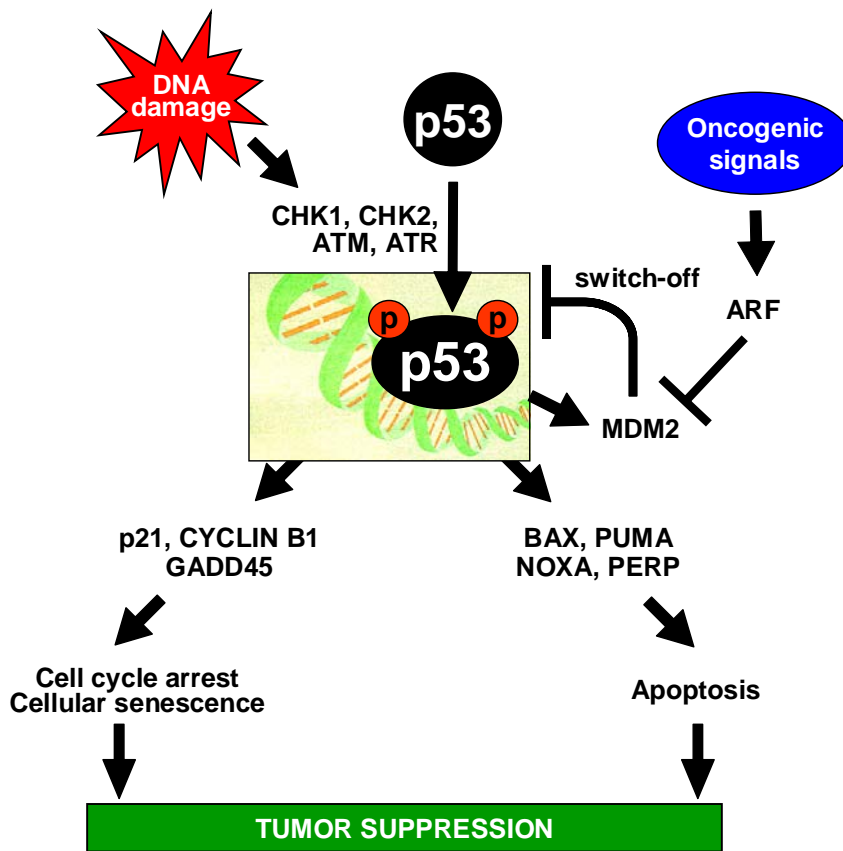 DNA
damage
p53
Oncogenic
signals
CHK1, CHK2,
ATM, ATR
switch-off
ARF
p
p
p53
MDM2
p21, CYCLIN B1
GADD45
BAX, PUMA
NOXA, PERP
Cell cycle arrest
Cellular senescence
Apoptosis
TUMOR SUPPRESSION